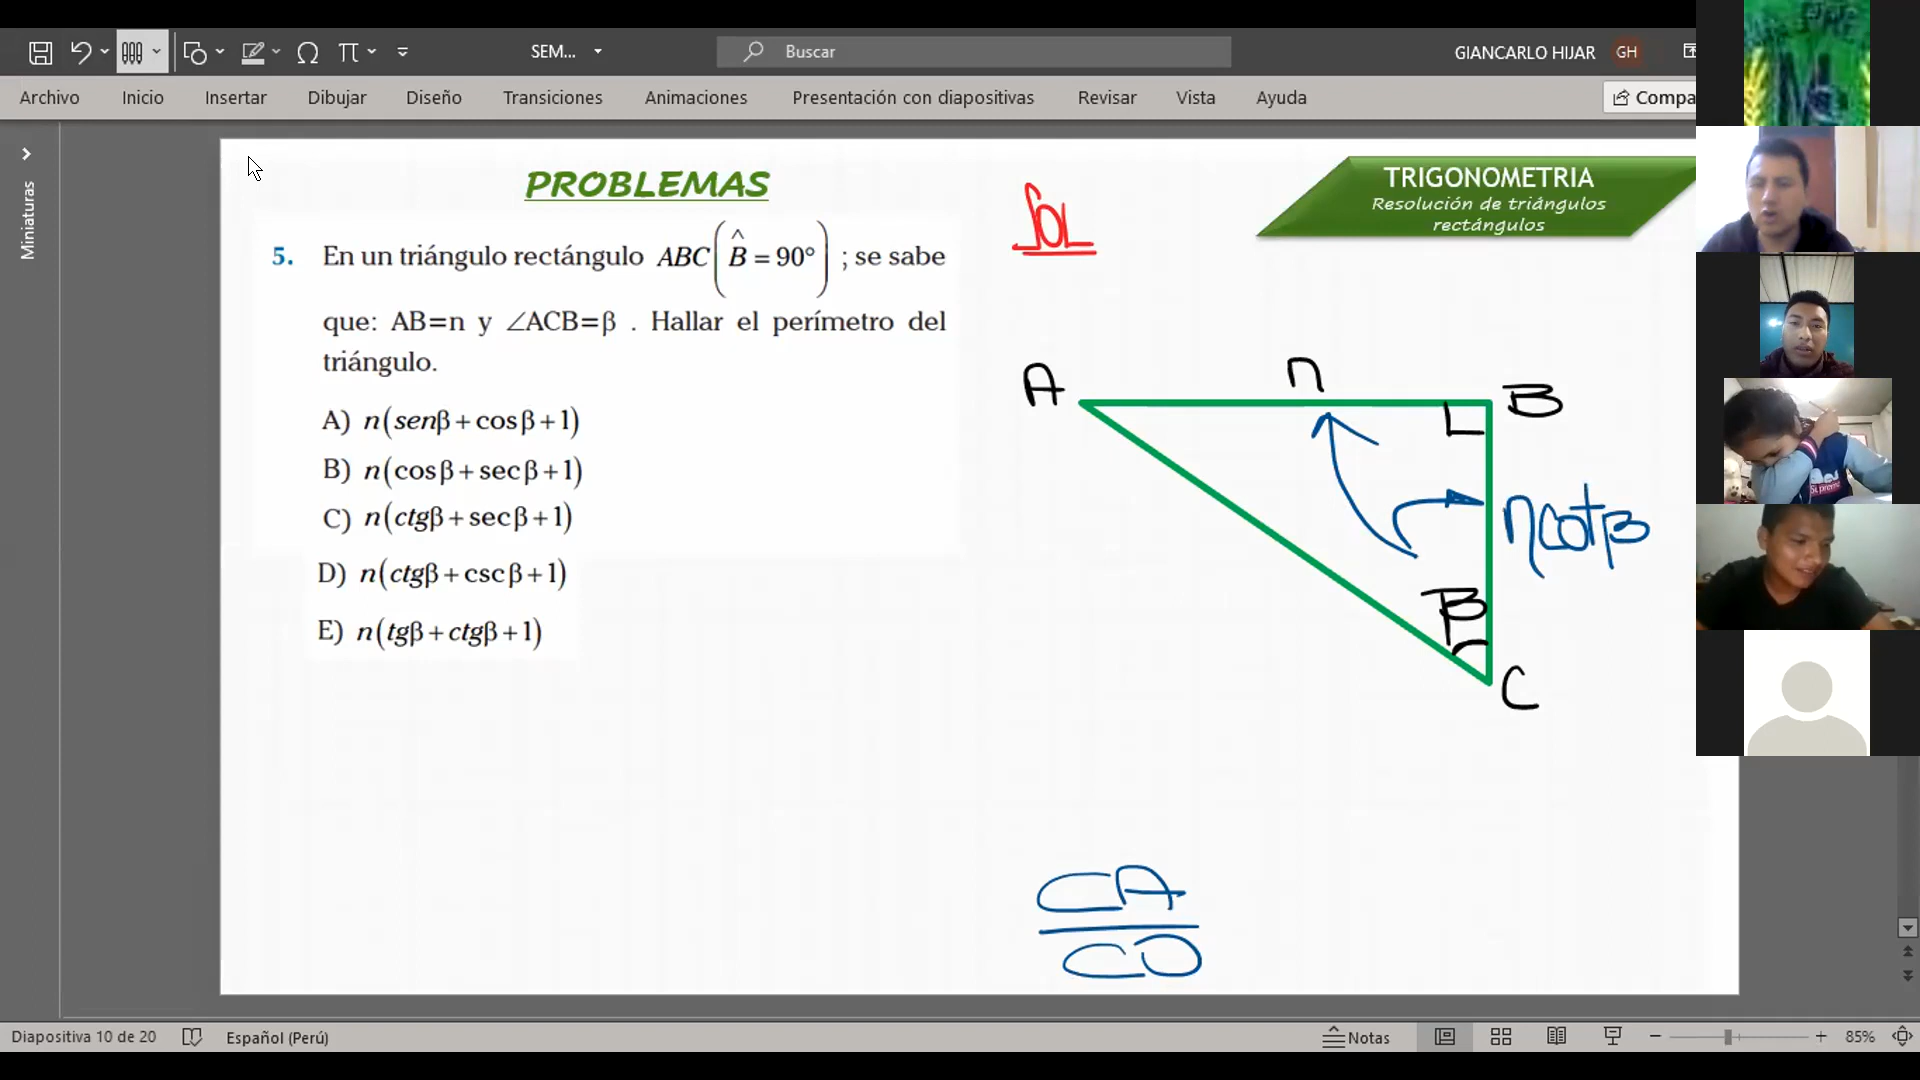 SEM...
Buscar
GIANCARLO HIJAR
GH
Archivo
Inicio
Insertar
Dibujar
Diseño
Transiciones
Animaciones
Presentación con diapositivas
Revisar
Vista
Ayuda
Compa
Miniaturas
PROBLEMAS
SOL
TRIGONOMETRIA
Resolución de triángulos
rectángulos
5. En un triángulo rectángulo ABC(B̂ = 90°) ; se sabe
que: AB=n y ∠ACB=β . Hallar el perímetro del
triángulo.
A) n(senβ + cosβ + 1)
B) n(cosβ + secβ + 1)
C) n(ctgβ + secβ + 1)
D) n(ctgβ + cscβ + 1)
E) n(tgβ + ctgβ + 1)
A
n
B
ncotβ
β
C
CA
CO
Supreme
Diapositiva 10 de 20
Español (Perú)
Notas
85%